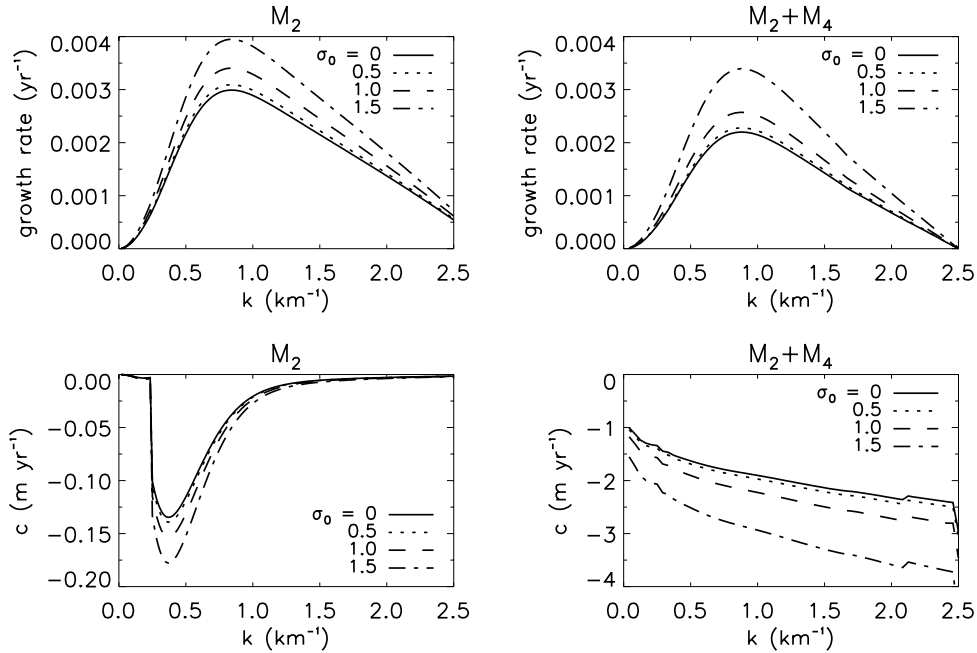 M₂
growth rate (yr⁻¹)
0.004
0.003
0.002
0.001
0.000
σ₀ = 0
0.5
1.0
1.5
0.0 0.5 1.0 1.5 2.0 2.5
k (km⁻¹)
M₂+M₄
growth rate (yr⁻¹)
0.004
0.003
0.002
0.001
0.000
σ₀ = 0
0.5
1.0
1.5
0.0 0.5 1.0 1.5 2.0 2.5
k (km⁻¹)
M₂
c (m yr⁻¹)
0.00
−0.05
−0.10
−0.15
−0.20
σ₀ = 0
0.5
1.0
1.5
0.0 0.5 1.0 1.5 2.0 2.5
k (km⁻¹)
M₂+M₄
c (m yr⁻¹)
0
−1
−2
−3
−4
σ₀ = 0
0.5
1.0
1.5
0.0 0.5 1.0 1.5 2.0 2.5
k (km⁻¹)